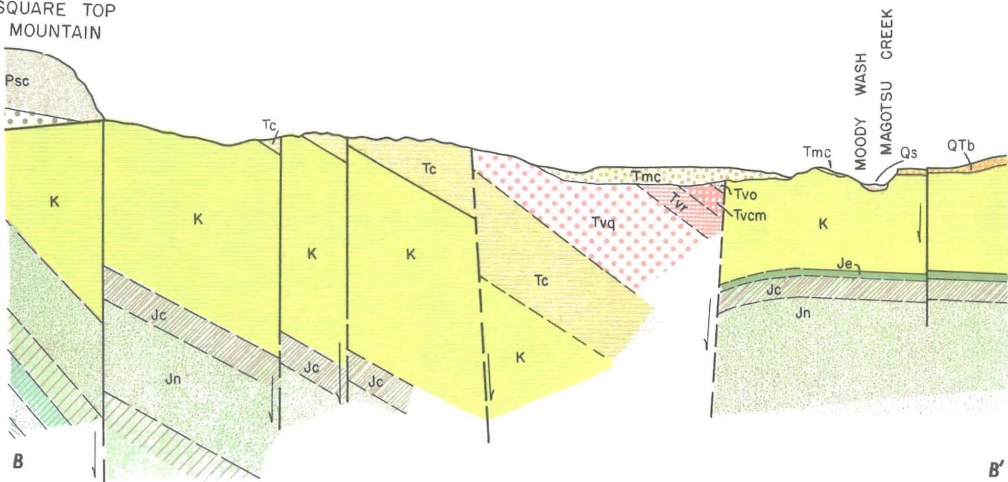 SQUARE TOP
MOUNTAIN
MOODY WASH
MAGOTSU CREEK
Psc
Tc
Tmc
Qs
QTb
Tc
Tmc
Tvr
Tvo
Tvcm
K
K
K
K
Tvq
K
Tc
Je
Jc
Jn
Jc
Jc
Jc
Jn
K
B
B'